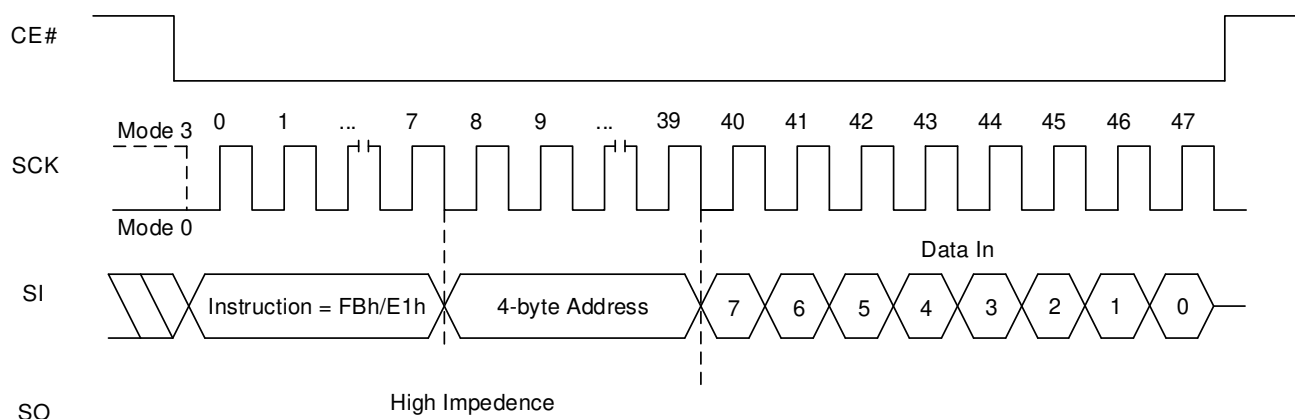 CE#
0 1 ... 7 8 9 ... 39 40 41 42 43 44 45 46 47
Mode 3
SCK
Mode 0
Data In
SI Instruction = FBh/E1h 4-byte Address 7 6 5 4 3 2 1 0
High Impedence
SO